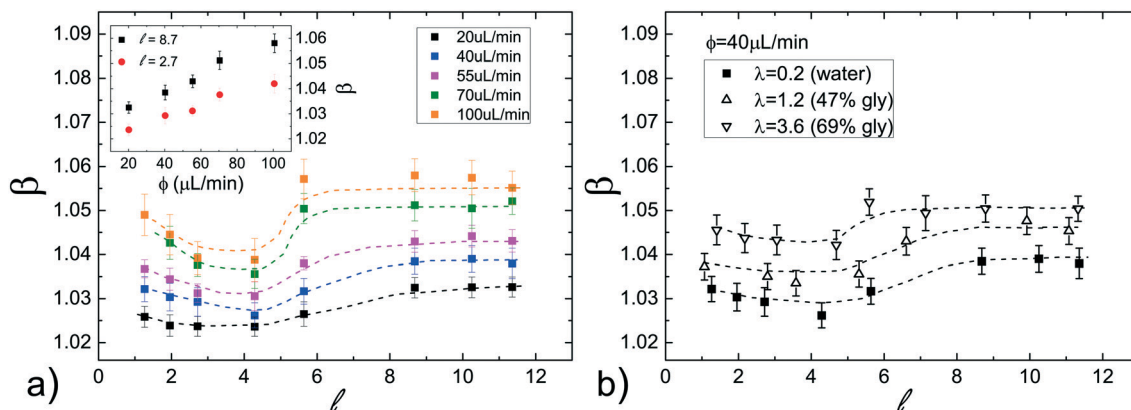 1.09
1.08
1.07
1.06
1.05
1.04
1.03
1.02
β
0 2 4 6 8 10 12
ℓ
a)
ℓ = 8.7
ℓ = 2.7
1.06
1.05
1.04
1.03
1.02
β
20 40 60 80 100
ϕ (μL/min)
20uL/min
40uL/min
55uL/min
70uL/min
100uL/min
1.09
1.08
1.07
1.06
1.05
1.04
1.03
1.02
β
0 2 4 6 8 10 12
ℓ
b)
ϕ=40μL/min
λ=0.2 (water)
λ=1.2 (47% gly)
λ=3.6 (69% gly)